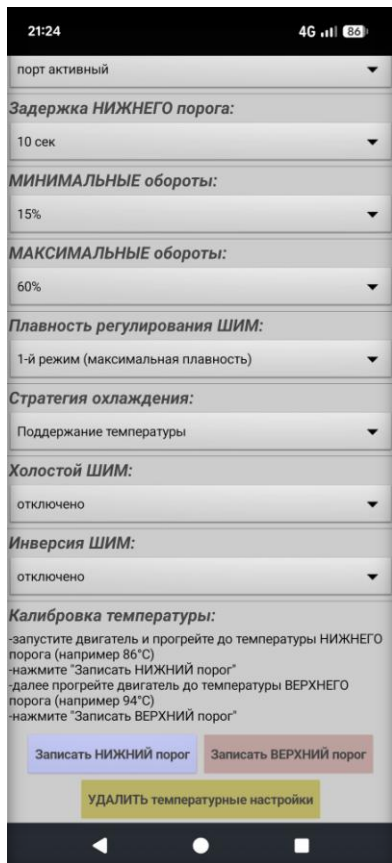 21:24
4G 86
порт активный
Задержка НИЖНЕГО порога:
10 сек
МИНИМАЛЬНЫЕ обороты:
15%
МАКСИМАЛЬНЫЕ обороты:
60%
Плавность регулирования ШИМ:
1-й режим (максимальная плавность)
Стратегия охлаждения:
Поддержание температуры
Холостой ШИМ:
отключено
Инверсия ШИМ:
отключено
Калибровка температуры:
-запустите двигатель и прогрейте до температуры НИЖНЕГО
порога (например 86°C)
-нажмите "Записать НИЖНИЙ порог"
-далее прогрейте двигатель до температуры ВЕРХНЕГО
порога (например 94°C)
-нажмите "Записать ВЕРХНИЙ порог"
Записать НИЖНИЙ порог
Записать ВЕРХНИЙ порог
УДАЛИТЬ температурные настройки